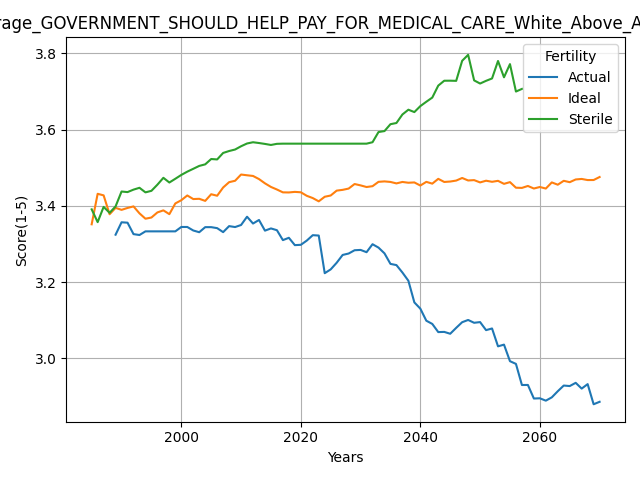 rage_GOVERNMENT_SHOULD_HELP_PAY_FOR_MEDICAL_CARE_White_Above_A
Fertility
Actual
Ideal
Sterile
Score(1-5)
3.8
3.6
3.4
3.2
3.0
2000 2020 2040 2060
Years